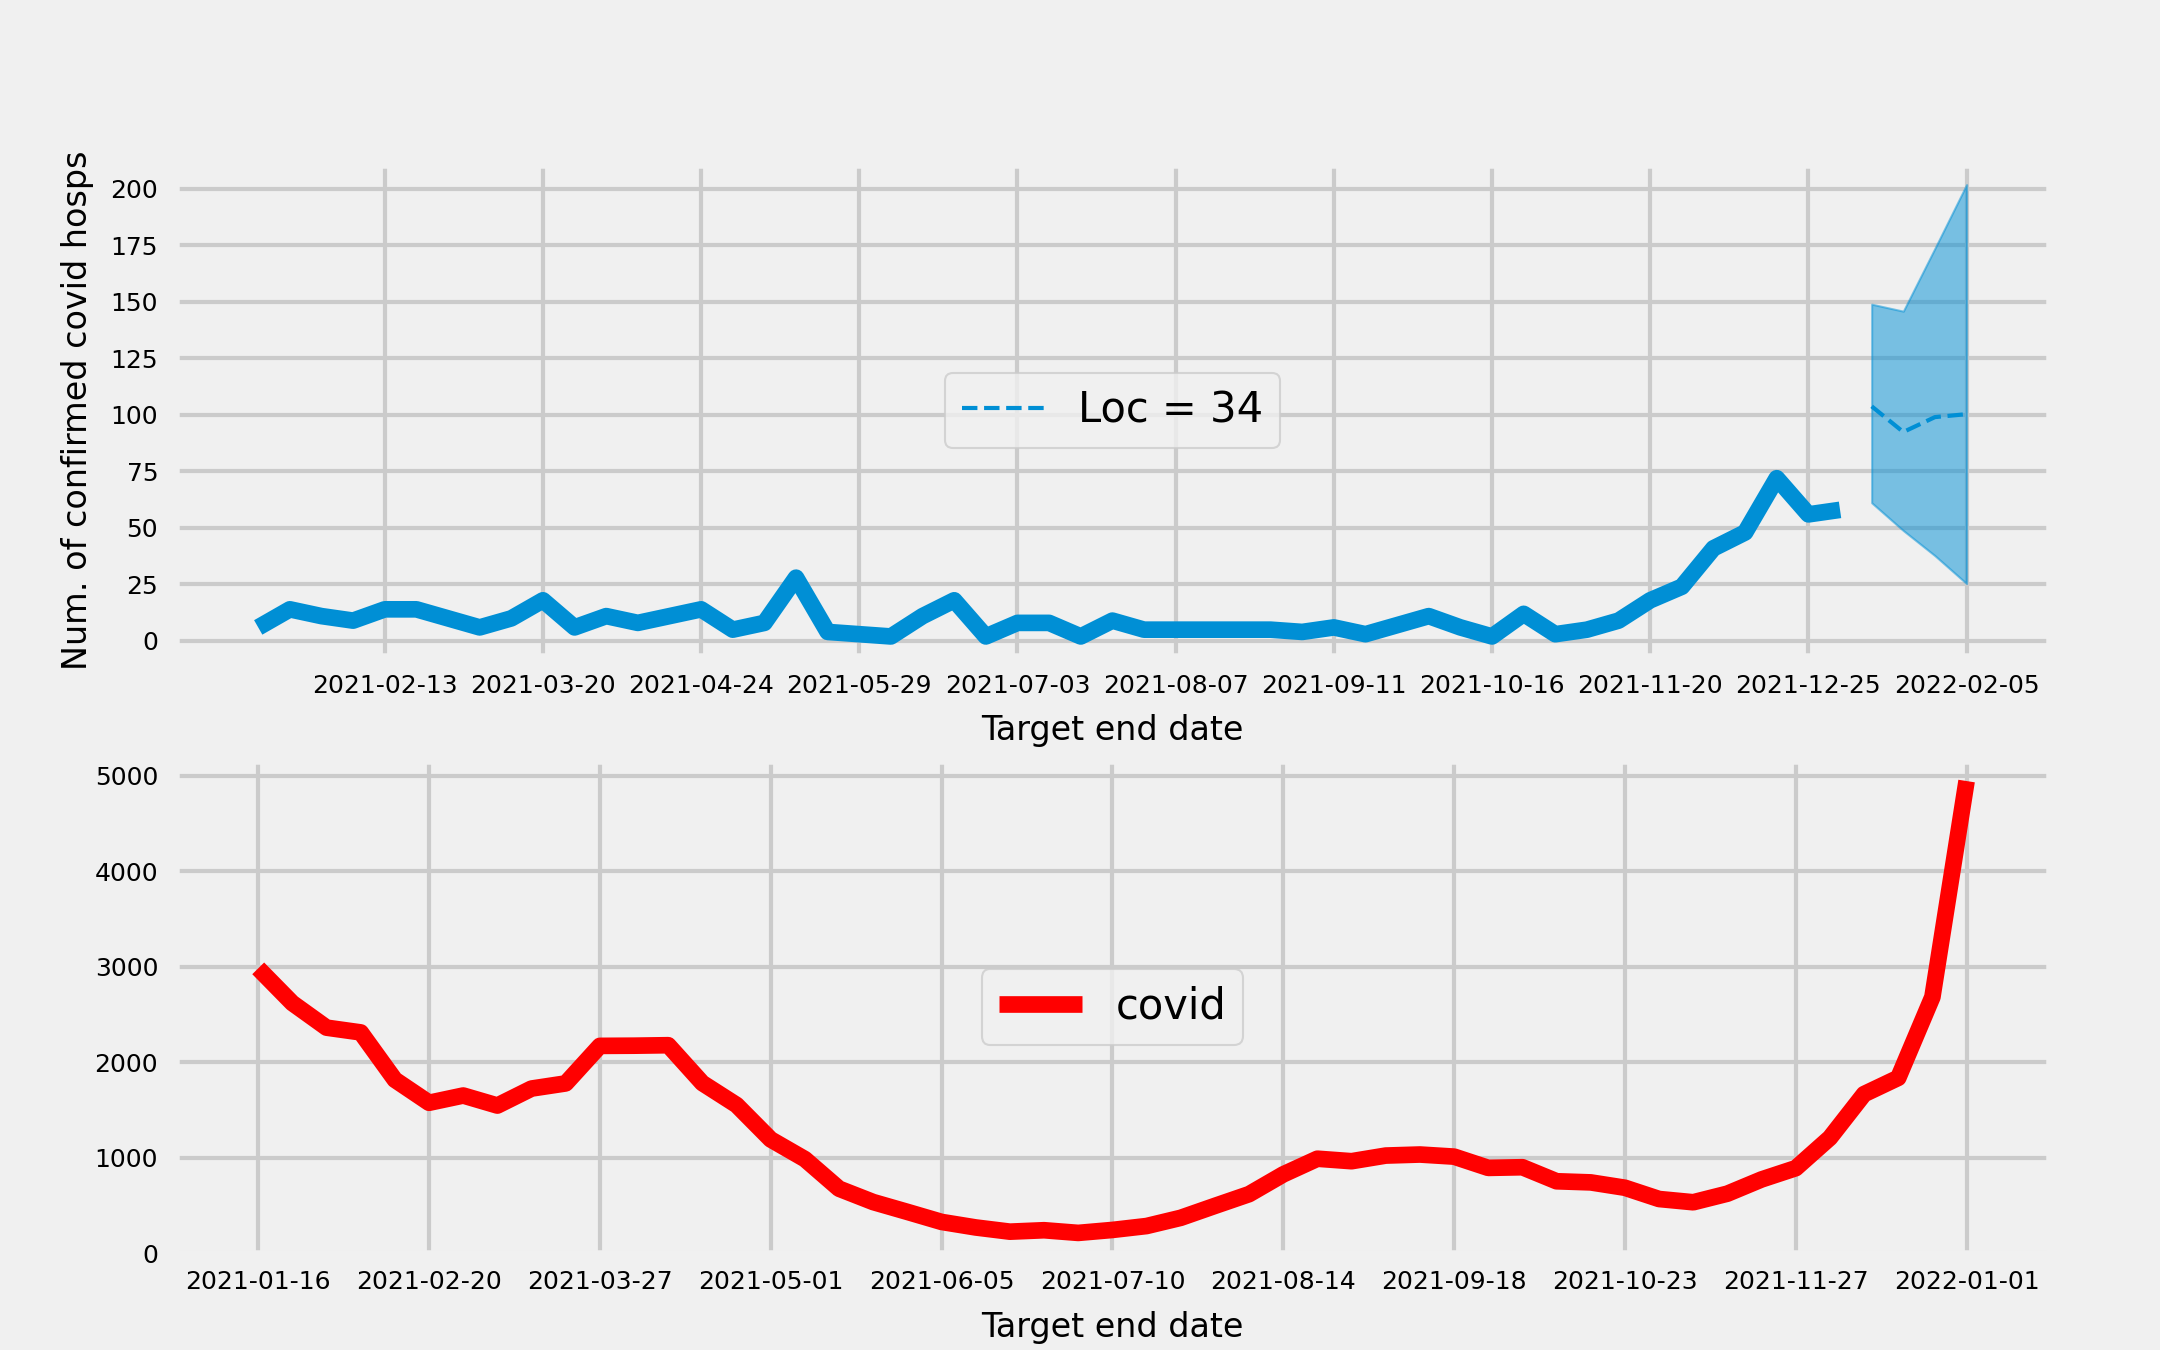 Num. of confirmed covid hosps
200
175
150
125
100
75
50
25
0
Loc = 34
2021-02-13 2021-03-20 2021-04-24 2021-05-29 2021-07-03 2021-08-07 2021-09-11 2021-10-16 2021-11-20 2021-12-25 2022-02-05
Target end date
5000
4000
3000
2000
1000
0
covid
2021-01-16 2021-02-20 2021-03-27 2021-05-01 2021-06-05 2021-07-10 2021-08-14 2021-09-18 2021-10-23 2021-11-27 2022-01-01
Target end date